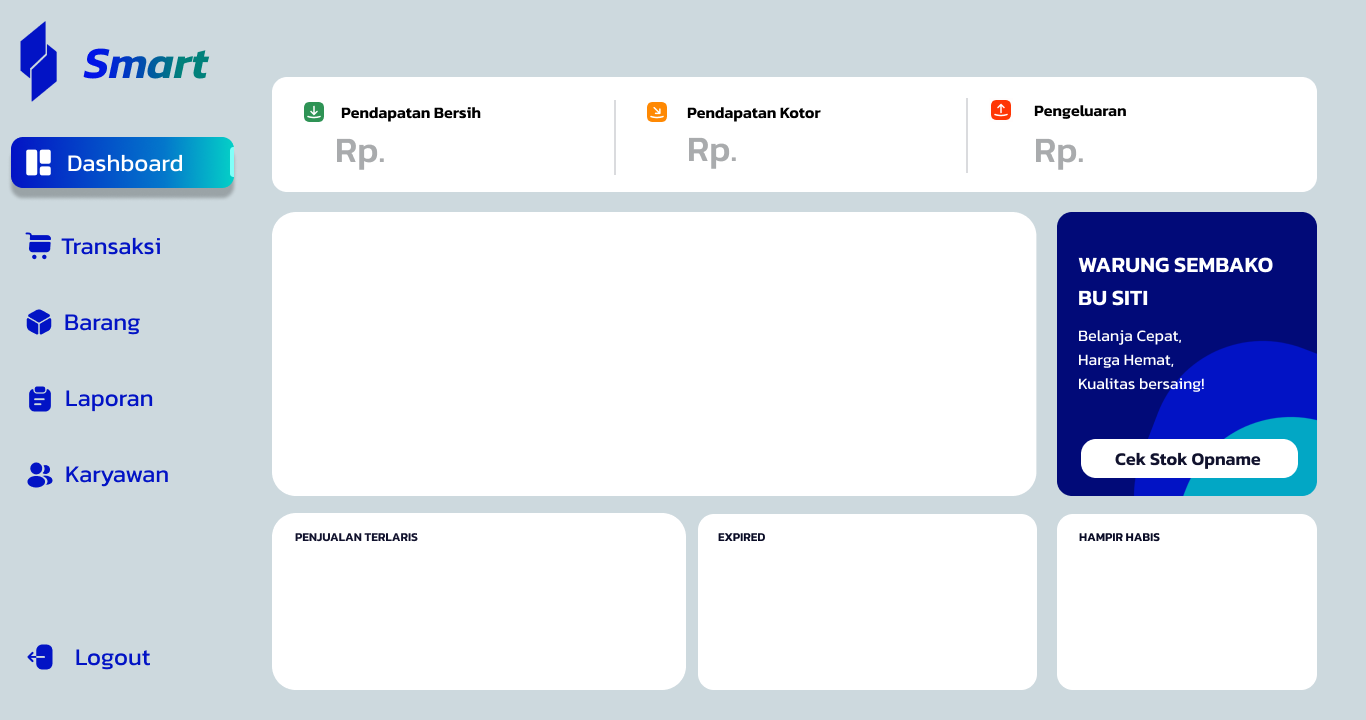 Smart
Dashboard
Transaksi
Barang
Laporan
Karyawan
Logout
Pendapatan Bersih
Rp.
Pendapatan Kotor
Rp.
Pengeluaran
Rp.
WARUNG SEMBAKO
BU SITI
Belanja Cepat,
Harga Hemat,
Kualitas bersaing!
Cek Stok Opname
PENJUALAN TERLARIS
EXPIRED
HAMPIR HABIS